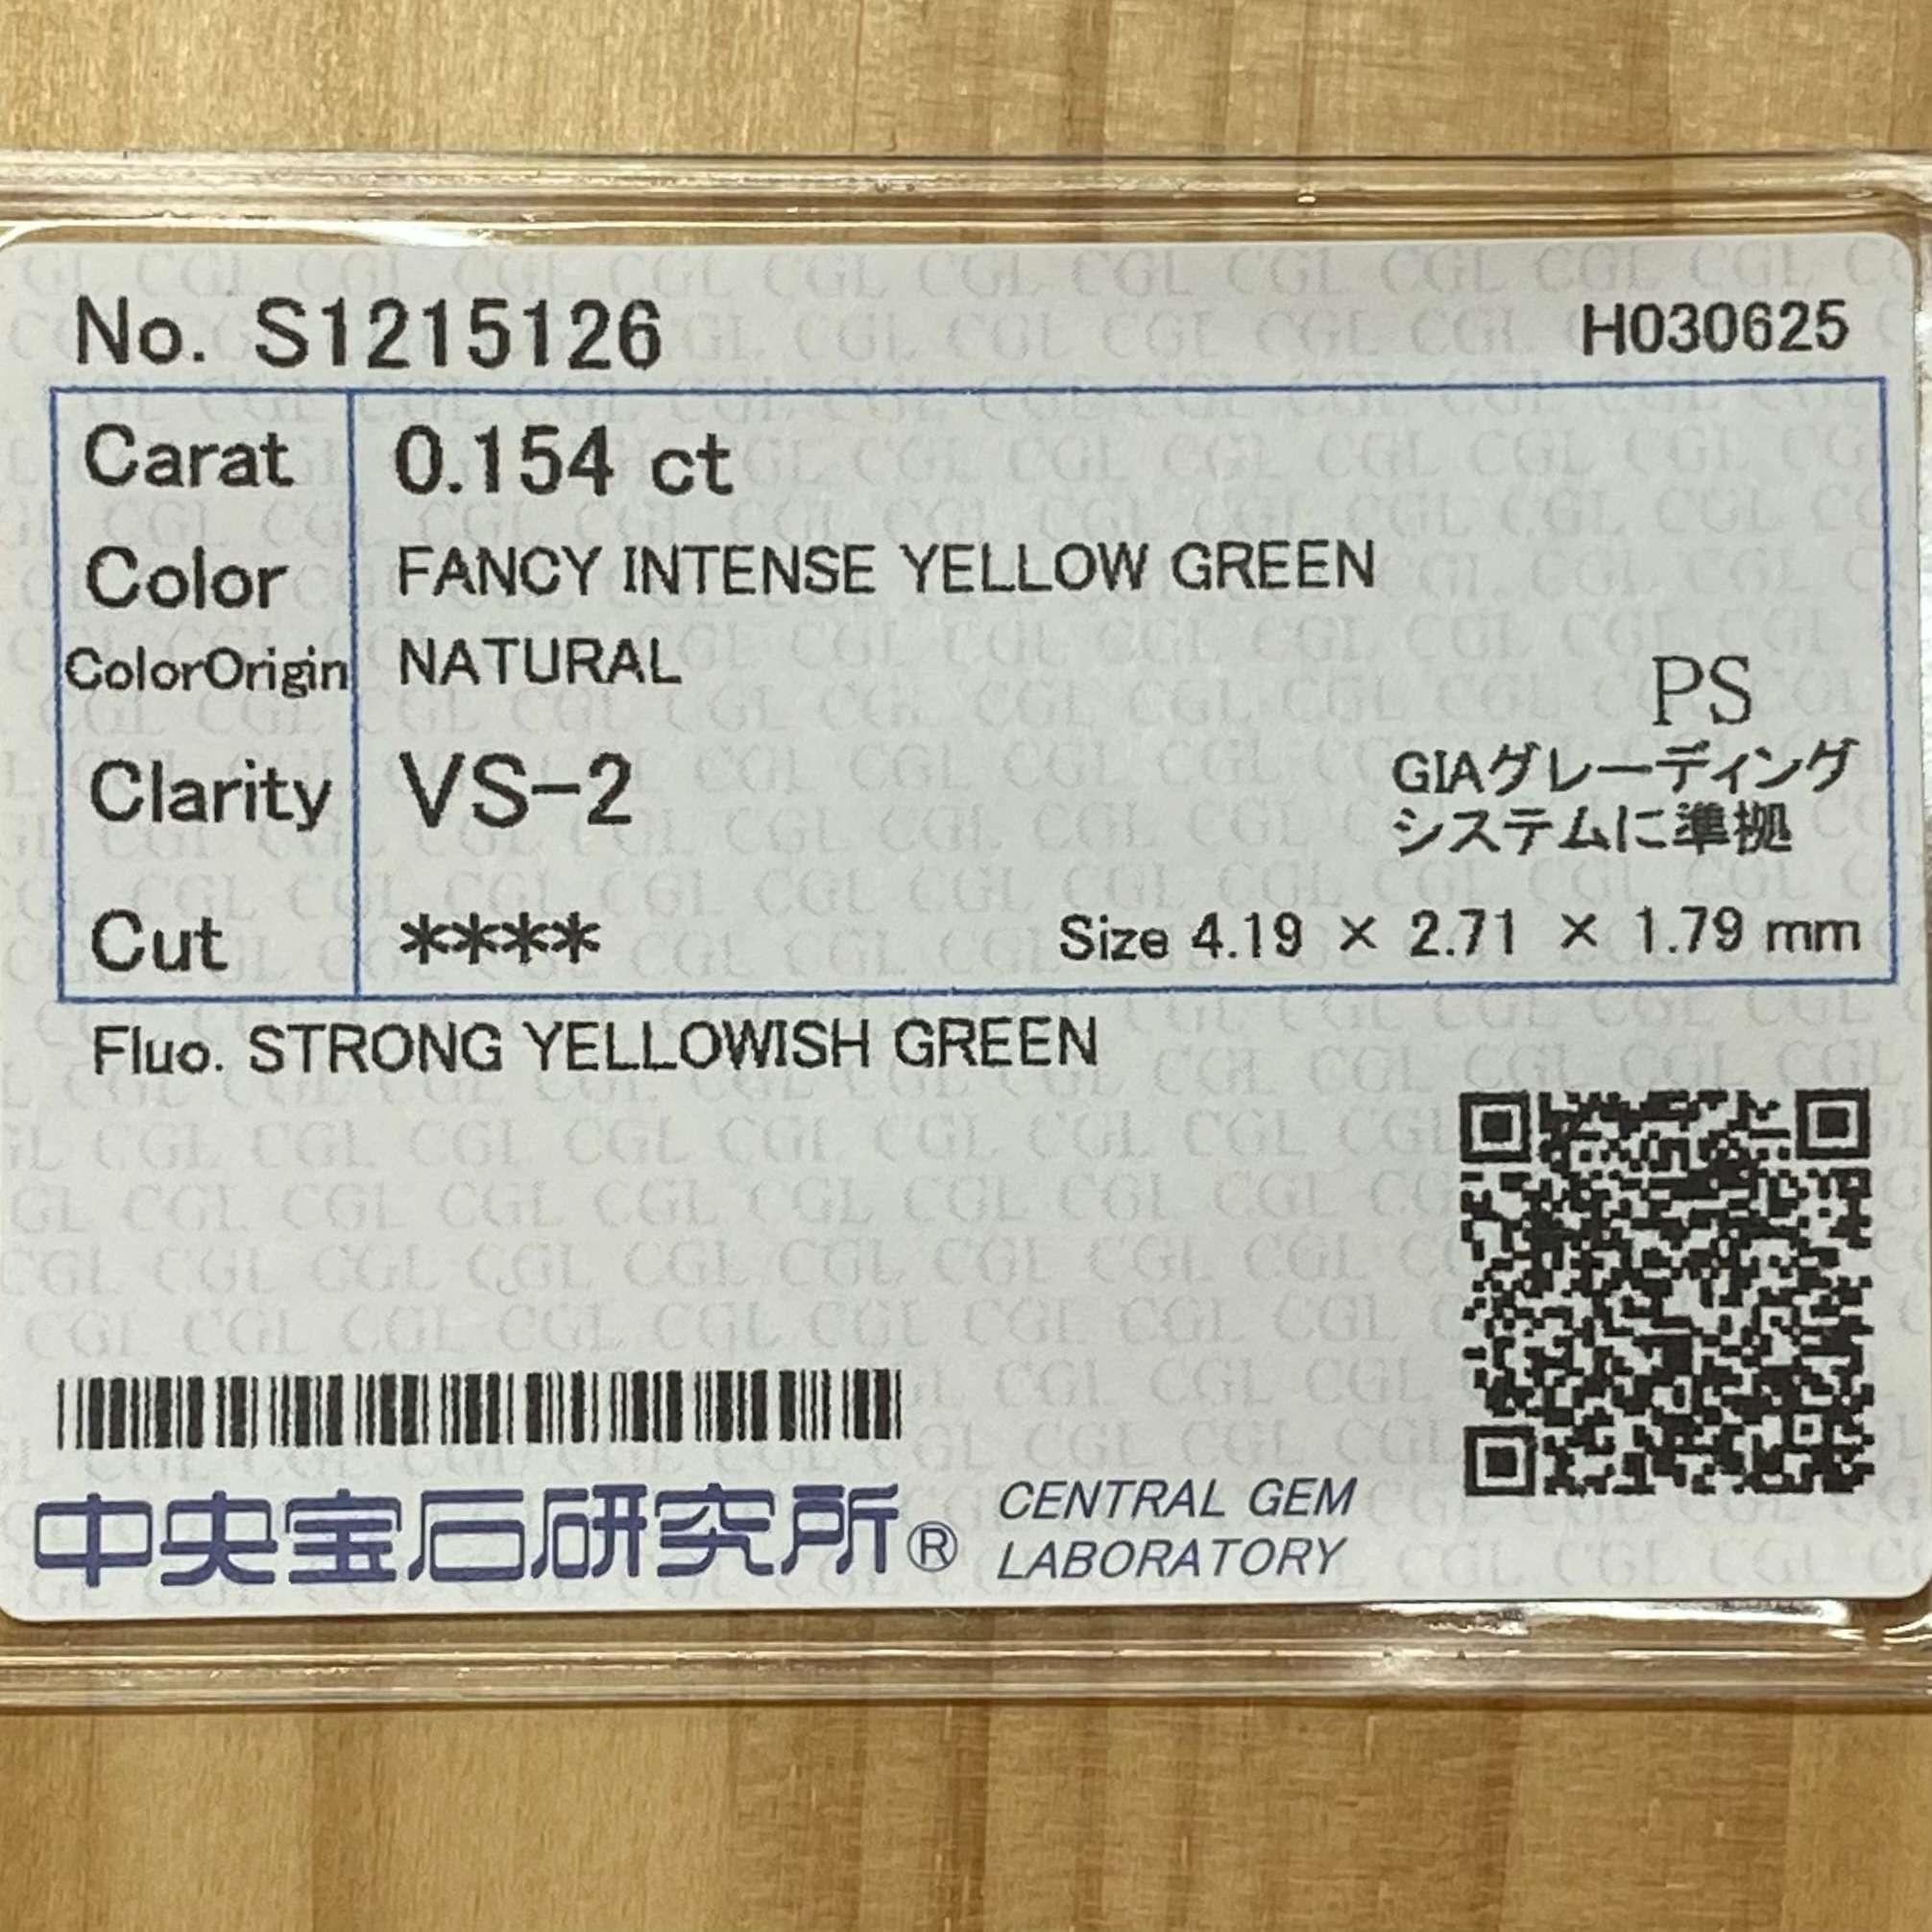 No. S1215126
H030625
Carat 0.154 ct
Color FANCY INTENSE YELLOW GREEN
ColorOrigin NATURAL
PS
Clarity VS-2
GIAグレーディング
システムに準拠
Cut ****
Size 4.19 × 2.71 × 1.79 mm
Fluo. STRONG YELLOWISH GREEN
中央宝石研究所®
CENTRAL GEM
LABORATORY